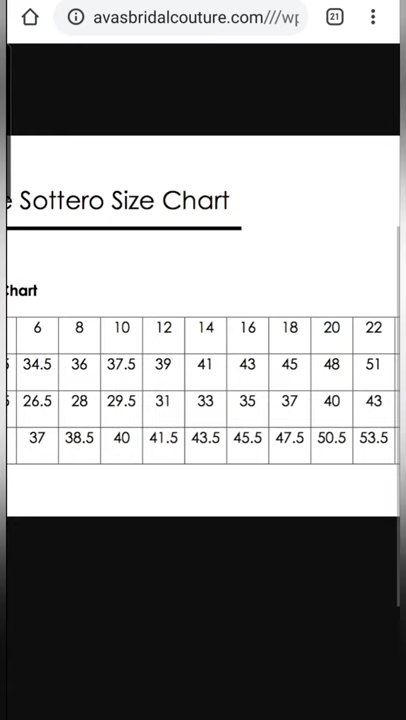 avasbridalcouture.com///wp
21
Sottero Size Chart
Chart
6 8 10 12 14 16 18 20 22
34.5 36 37.5 39 41 43 45 48 51
26.5 28 29.5 31 33 35 37 40 43
37 38.5 40 41.5 43.5 45.5 47.5 50.5 53.5